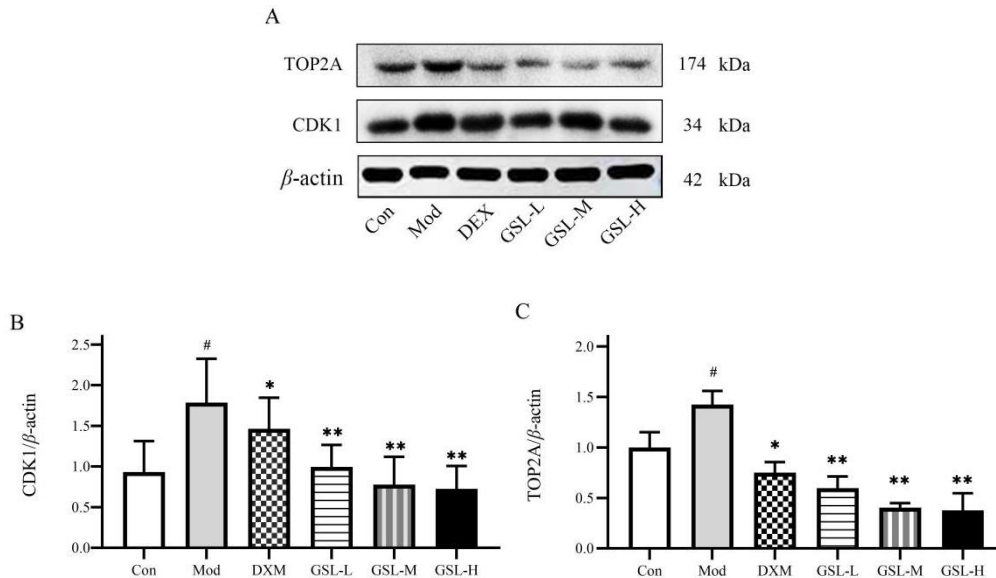 A
TOP2A 174 kDa
CDK1 34 kDa
β-actin 42 kDa
Con Mod DEX GSL-L GSL-M GSL-H
B
CDK1/β-actin
2.5
2.0
1.5
1.0
0.5
0.0
# * ** ** **
Con Mod DXM GSL-L GSL-M GSL-H
C
TOP2A/β-actin
2.0
1.5
1.0
0.5
0.0
# * ** ** **
Con Mod DXM GSL-L GSL-M GSL-H